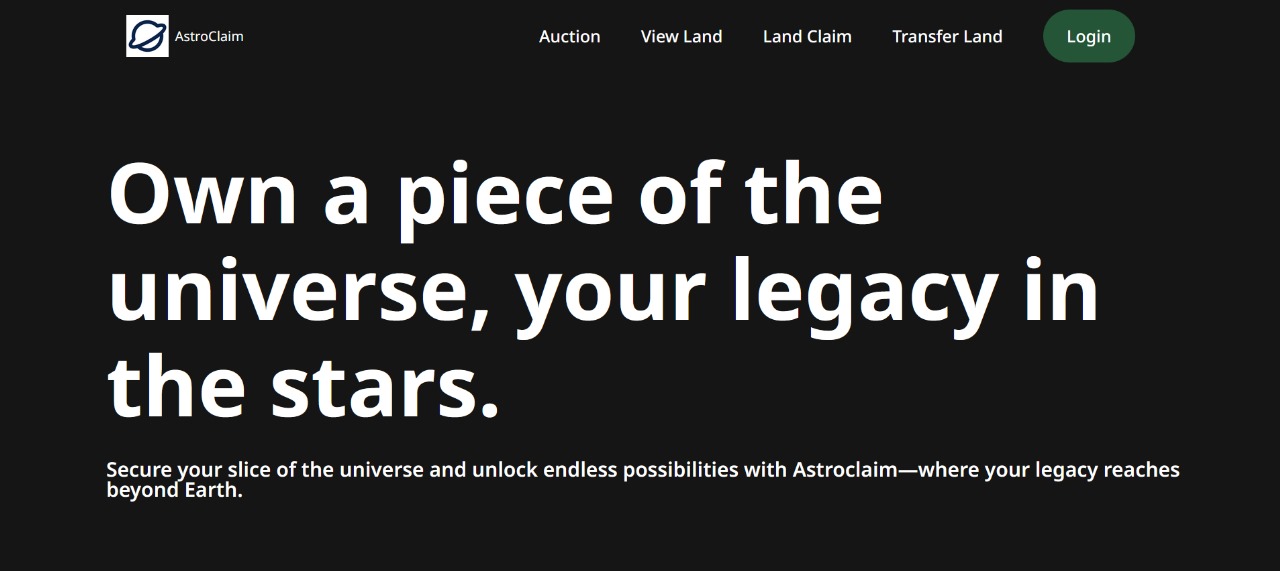 AstroClaim
Auction
View Land
Land Claim
Transfer Land
Login
Own a piece of the
universe, your legacy in
the stars.
Secure your slice of the universe and unlock endless possibilities with Astroclaim—where your legacy reaches
beyond Earth.